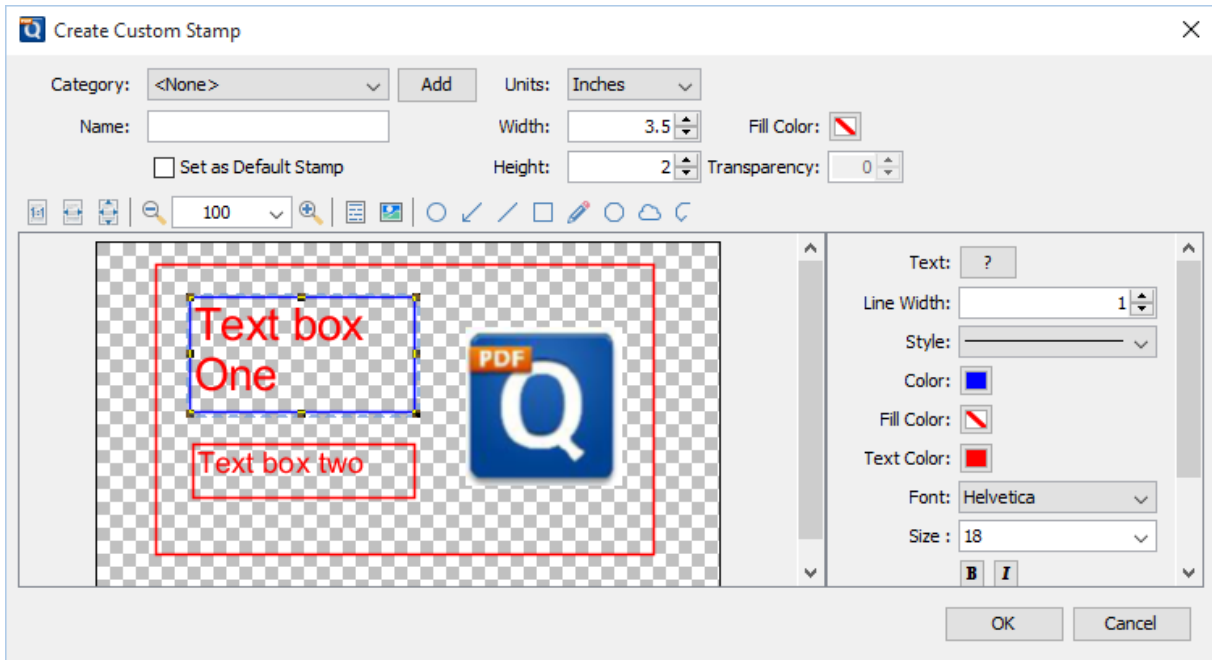 Create Custom Stamp
Category: <None> Add Units: Inches
Name: Width: 3.5 Fill Color:
Set as Default Stamp Height: 2 Transparency: 0
1:1 100
Text box
One
PDF
Q
Text box two
Text: ?
Line Width: 1
Style:
Color:
Fill Color:
Text Color:
Font: Helvetica
Size : 18
B I
OK Cancel